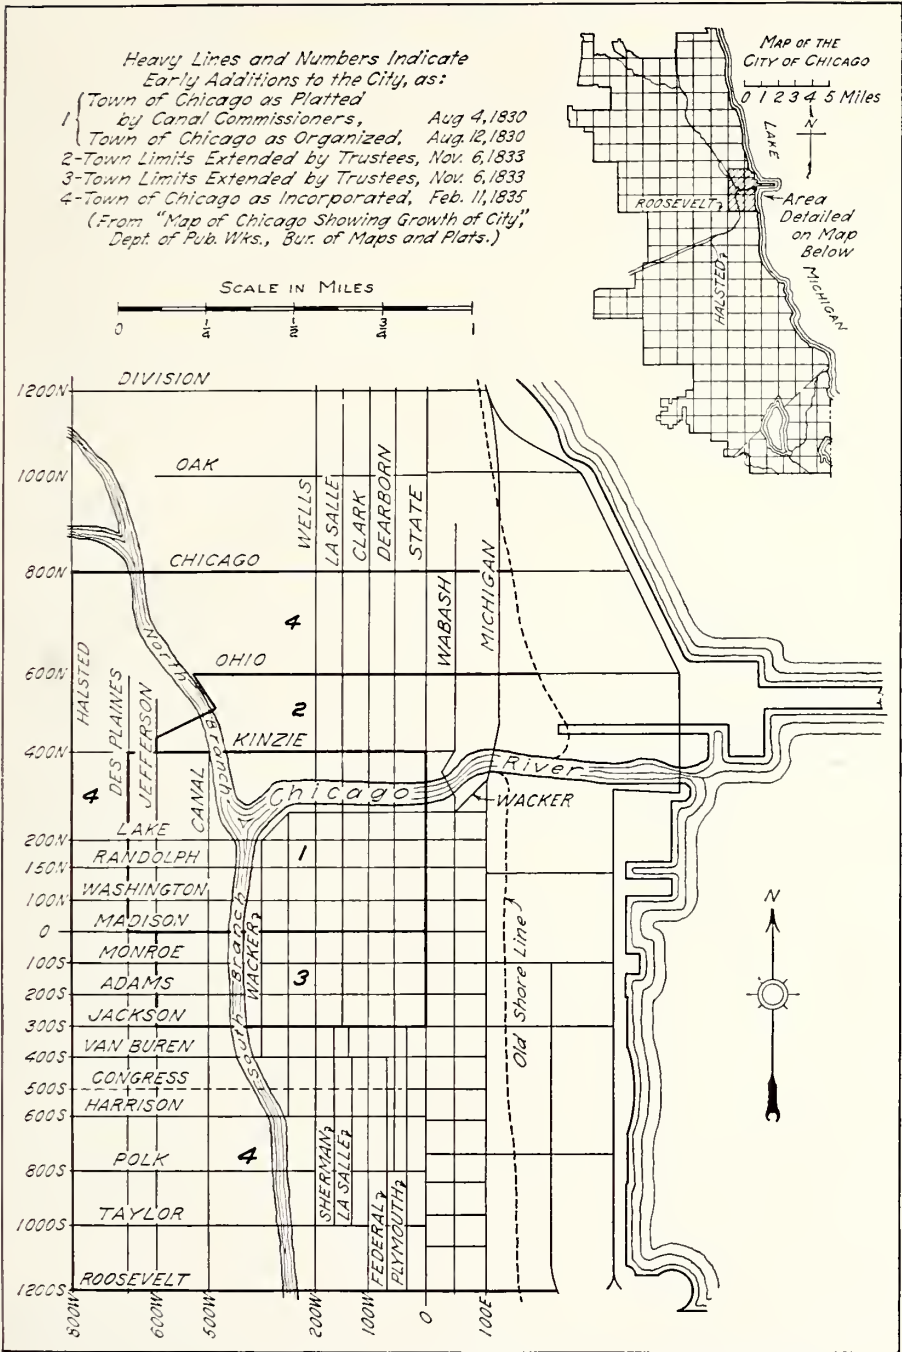 Heavy Lines and Numbers Indicate
Early Additions to the City, as:
1 { Town of Chicago as Platted
by Canal Commissioners, Aug 4, 1830
Town of Chicago as Organized, Aug. 12, 1830
2-Town Limits Extended by Trustees, Nov. 6, 1833
3-Town Limits Extended by Trustees, Nov. 6, 1833
4-Town of Chicago as Incorporated, Feb. 11, 1835
(From "Map of Chicago Showing Growth of City",
Dept. of Pub. Wks., Bur. of Maps and Plats.)
MAP OF THE
CITY OF CHICAGO
0 1 2 3 4 5 Miles
N
LAKE
MICHIGAN
ROOSEVELT
HALSTED
Area
Detailed
on Map
Below
SCALE IN MILES
0 1/4 1/2 3/4 1
1200N
DIVISION
1000N
OAK
800N
CHICAGO
600N
OHIO
400N
KINZIE
200N
LAKE
150N
RANDOLPH
100N
WASHINGTON
0
MADISON
100S
MONROE
200S
ADAMS
300S
JACKSON
400S
VAN BUREN
500S
CONGRESS
600S
HARRISON
800S
POLK
1000S
TAYLOR
1200S
ROOSEVELT
HALSTED
DES PLAINES
JEFFERSON
CANAL
WELLS
LA SALLE
CLARK
DEARBORN
STATE
WABASH
MICHIGAN
North Branch
Chicago River
South Branch
WACKER
WACKER
Old Shore Line
4
2
4
1
3
4
SHERMAN
LA SALLE
FEDERAL
PLYMOUTH
N
800W
600W
500W
200W
100W
0
100E